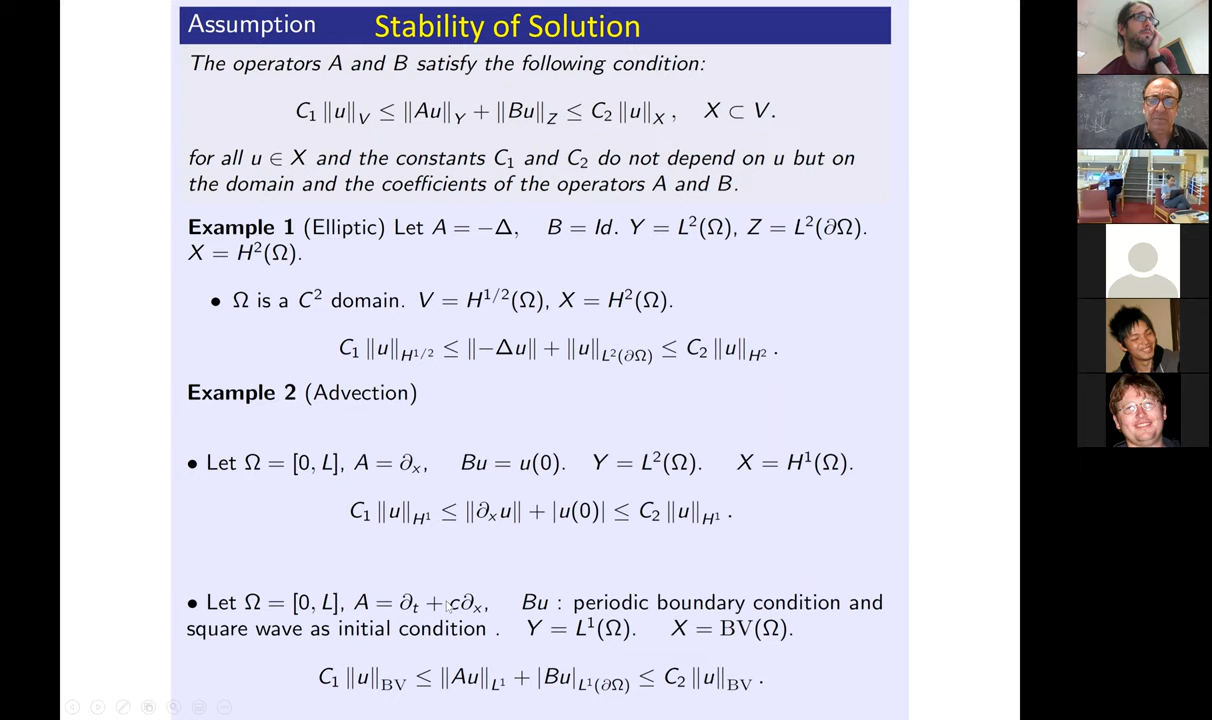 Assumption Stability of Solution
The operators A and B satisfy the following condition:
C₁ ‖u‖_V ≤ ‖Au‖_Y + ‖Bu‖_Z ≤ C₂ ‖u‖_X , X ⊂ V.
for all u ∈ X and the constants C₁ and C₂ do not depend on u but on
the domain and the coefficients of the operators A and B.
Example 1 (Elliptic) Let A = −Δ, B = Id. Y = L²(Ω), Z = L²(∂Ω).
X = H²(Ω).
• Ω is a C² domain. V = H^{1/2}(Ω), X = H²(Ω).
C₁ ‖u‖_{H^{1/2}} ≤ ‖−Δu‖ + ‖u‖_{L²(∂Ω)} ≤ C₂ ‖u‖_{H²} .
Example 2 (Advection)
• Let Ω = [0, L], A = ∂ₓ, Bu = u(0). Y = L²(Ω). X = H¹(Ω).
C₁ ‖u‖_{H¹} ≤ ‖∂ₓu‖ + |u(0)| ≤ C₂ ‖u‖_{H¹} .
• Let Ω = [0, L], A = ∂ₜ + c∂ₓ, Bu : periodic boundary condition and
square wave as initial condition . Y = L¹(Ω). X = BV(Ω).
C₁ ‖u‖_{BV} ≤ ‖Au‖_{L¹} + |Bu|_{L¹(∂Ω)} ≤ C₂ ‖u‖_{BV} .